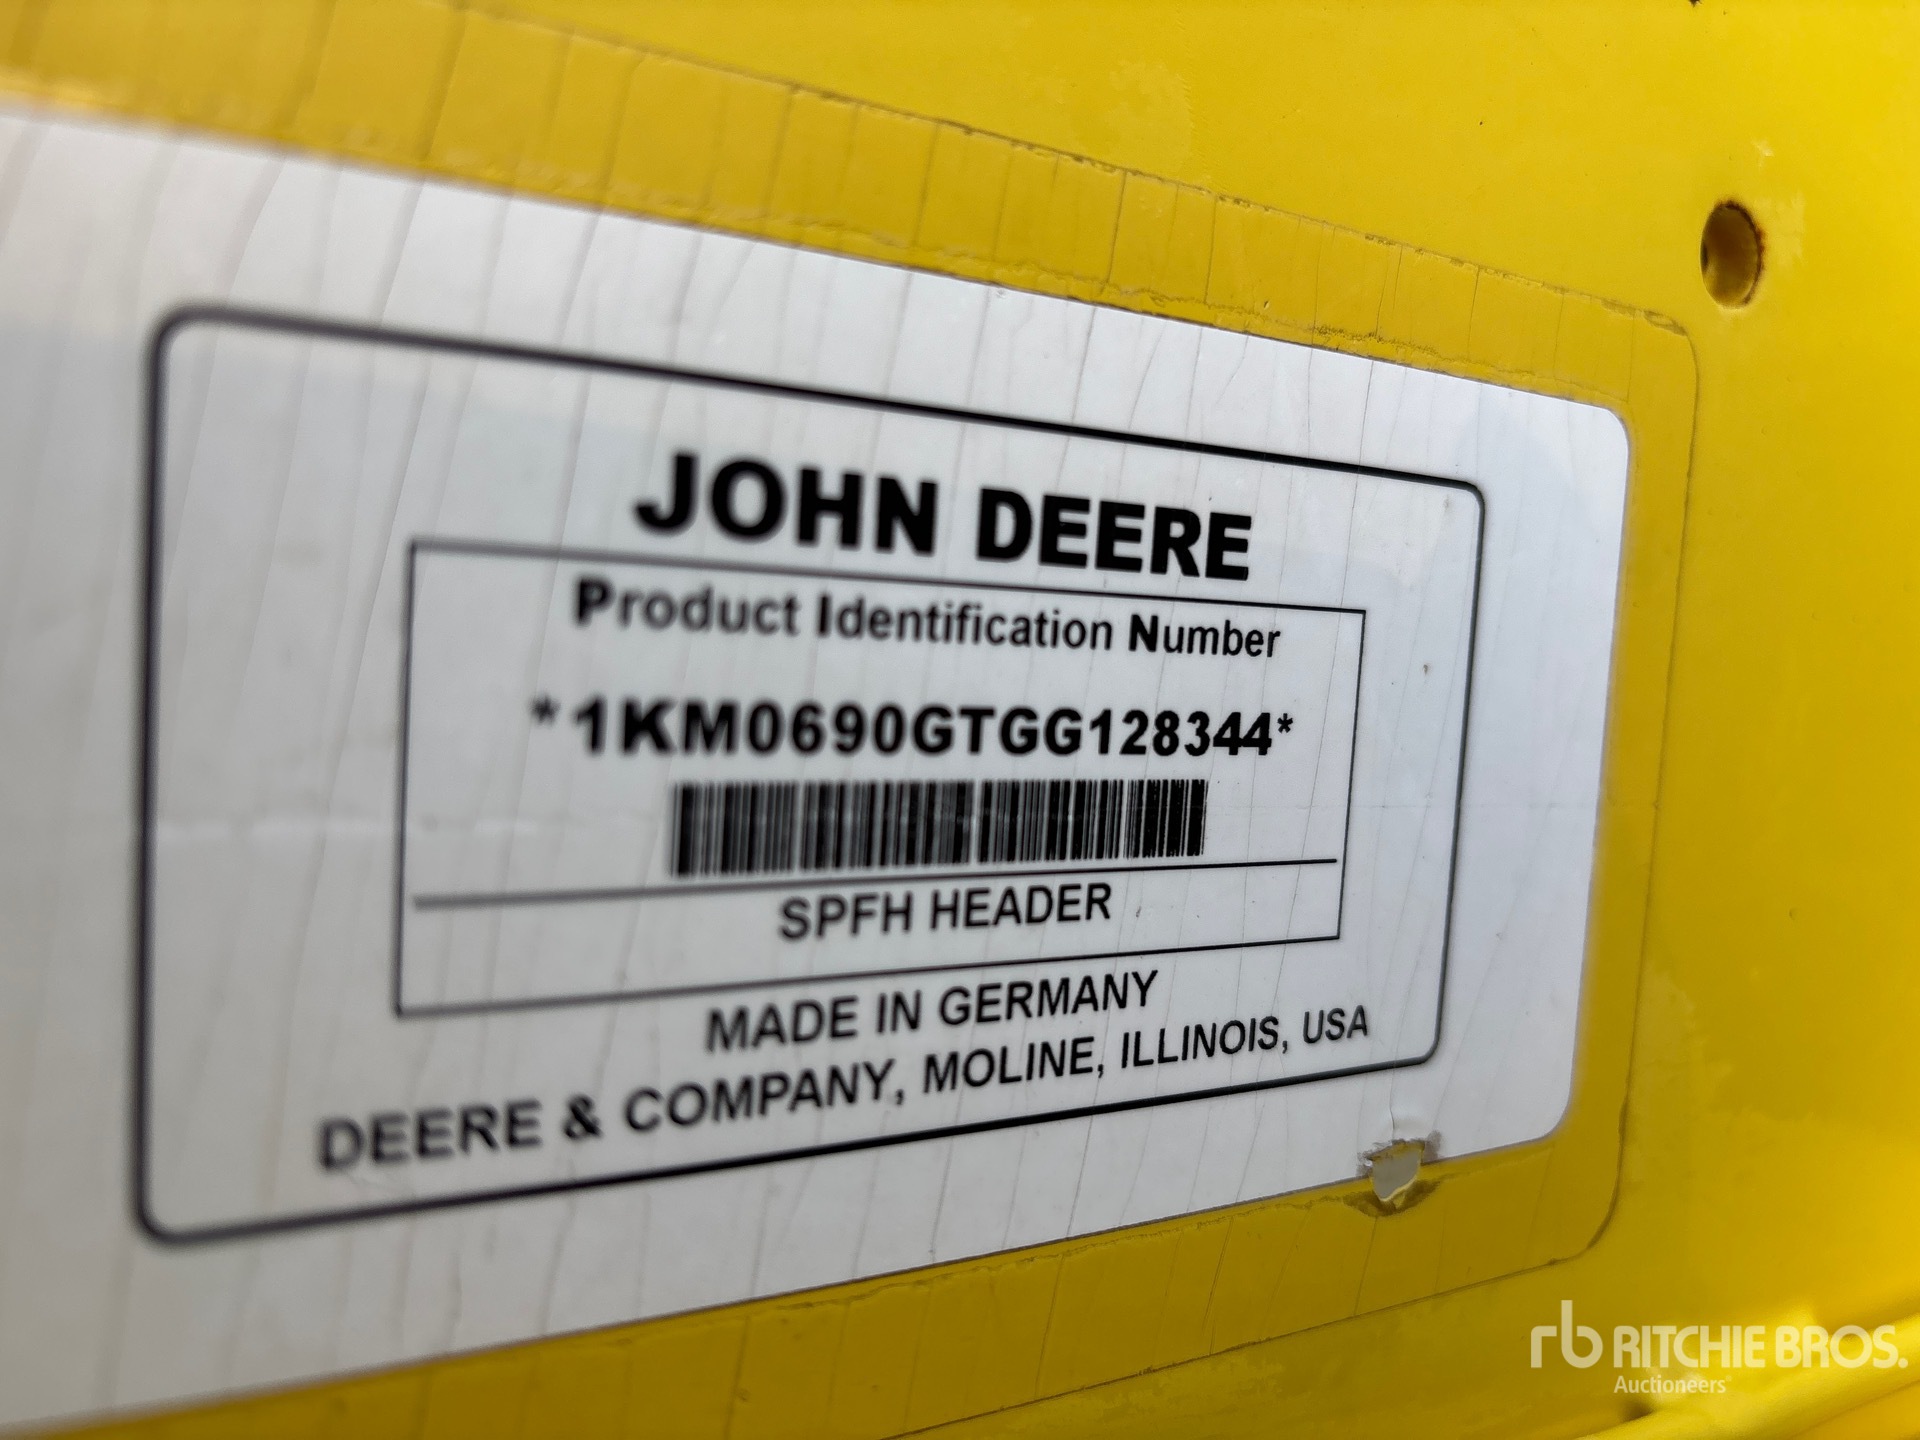 JOHN DEERE
Product Identification Number
*1KM0690GTGG128344*
SPFH HEADER
MADE IN GERMANY
DEERE & COMPANY, MOLINE, ILLINOIS, USA
rb RITCHIE BROS.
Auctioneers